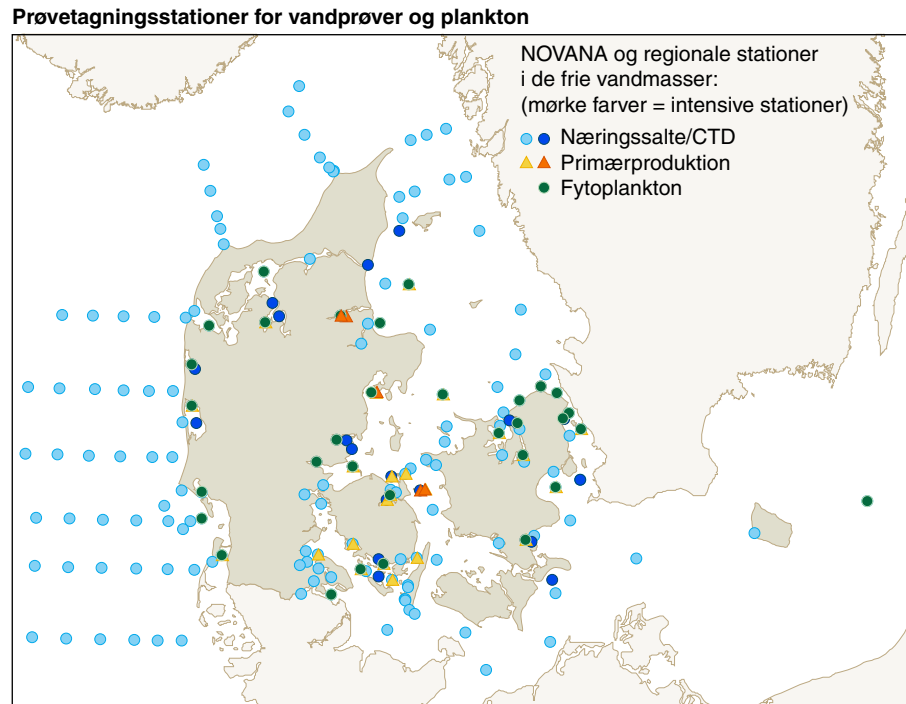 Prøvetagningsstationer for vandprøver og plankton
NOVANA og regionale stationer
i de frie vandmasser:
(mørke farver = intensive stationer)
Næringssalte/CTD
Primærproduktion
Fytoplankton